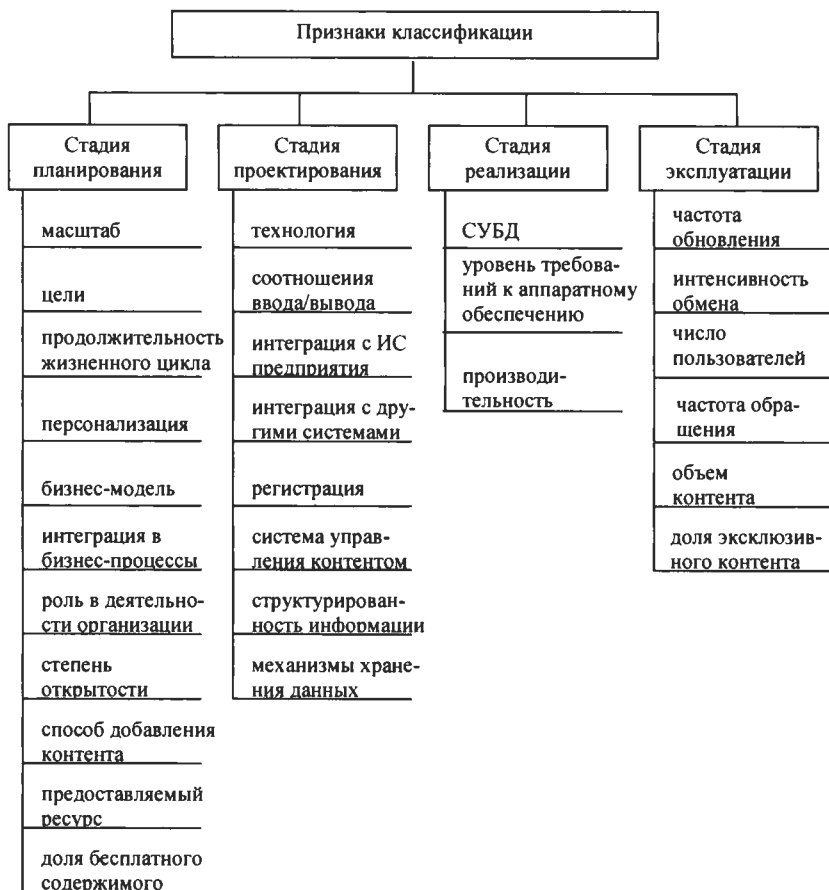 Признаки классификации
Стадия
планирования
масштаб
цели
продолжительность
жизненного цикла
персонализация
бизнес-модель
интеграция в
бизнес-процессы
роль в деятельно-
сти организации
степень
открытости
способ добавления
контента
предоставляемый
ресурс
доля бесплатного
содержимого
Стадия
проектирования
технология
соотношения
ввода/вывода
интеграция с ИС
предприятия
интеграция с дру-
гими системами
регистрация
система управ-
ления контентом
структурирован-
ность информации
механизмы хране-
ния данных
Стадия
реализации
СУБД
уровень требова-
ний к аппаратному
обеспечению
производи-
тельность
Стадия
эксплуатации
частота
обновления
интенсивность
обмена
число
пользователей
частота обра-
щения
объем
контента
доля эксклюзив-
ного контента